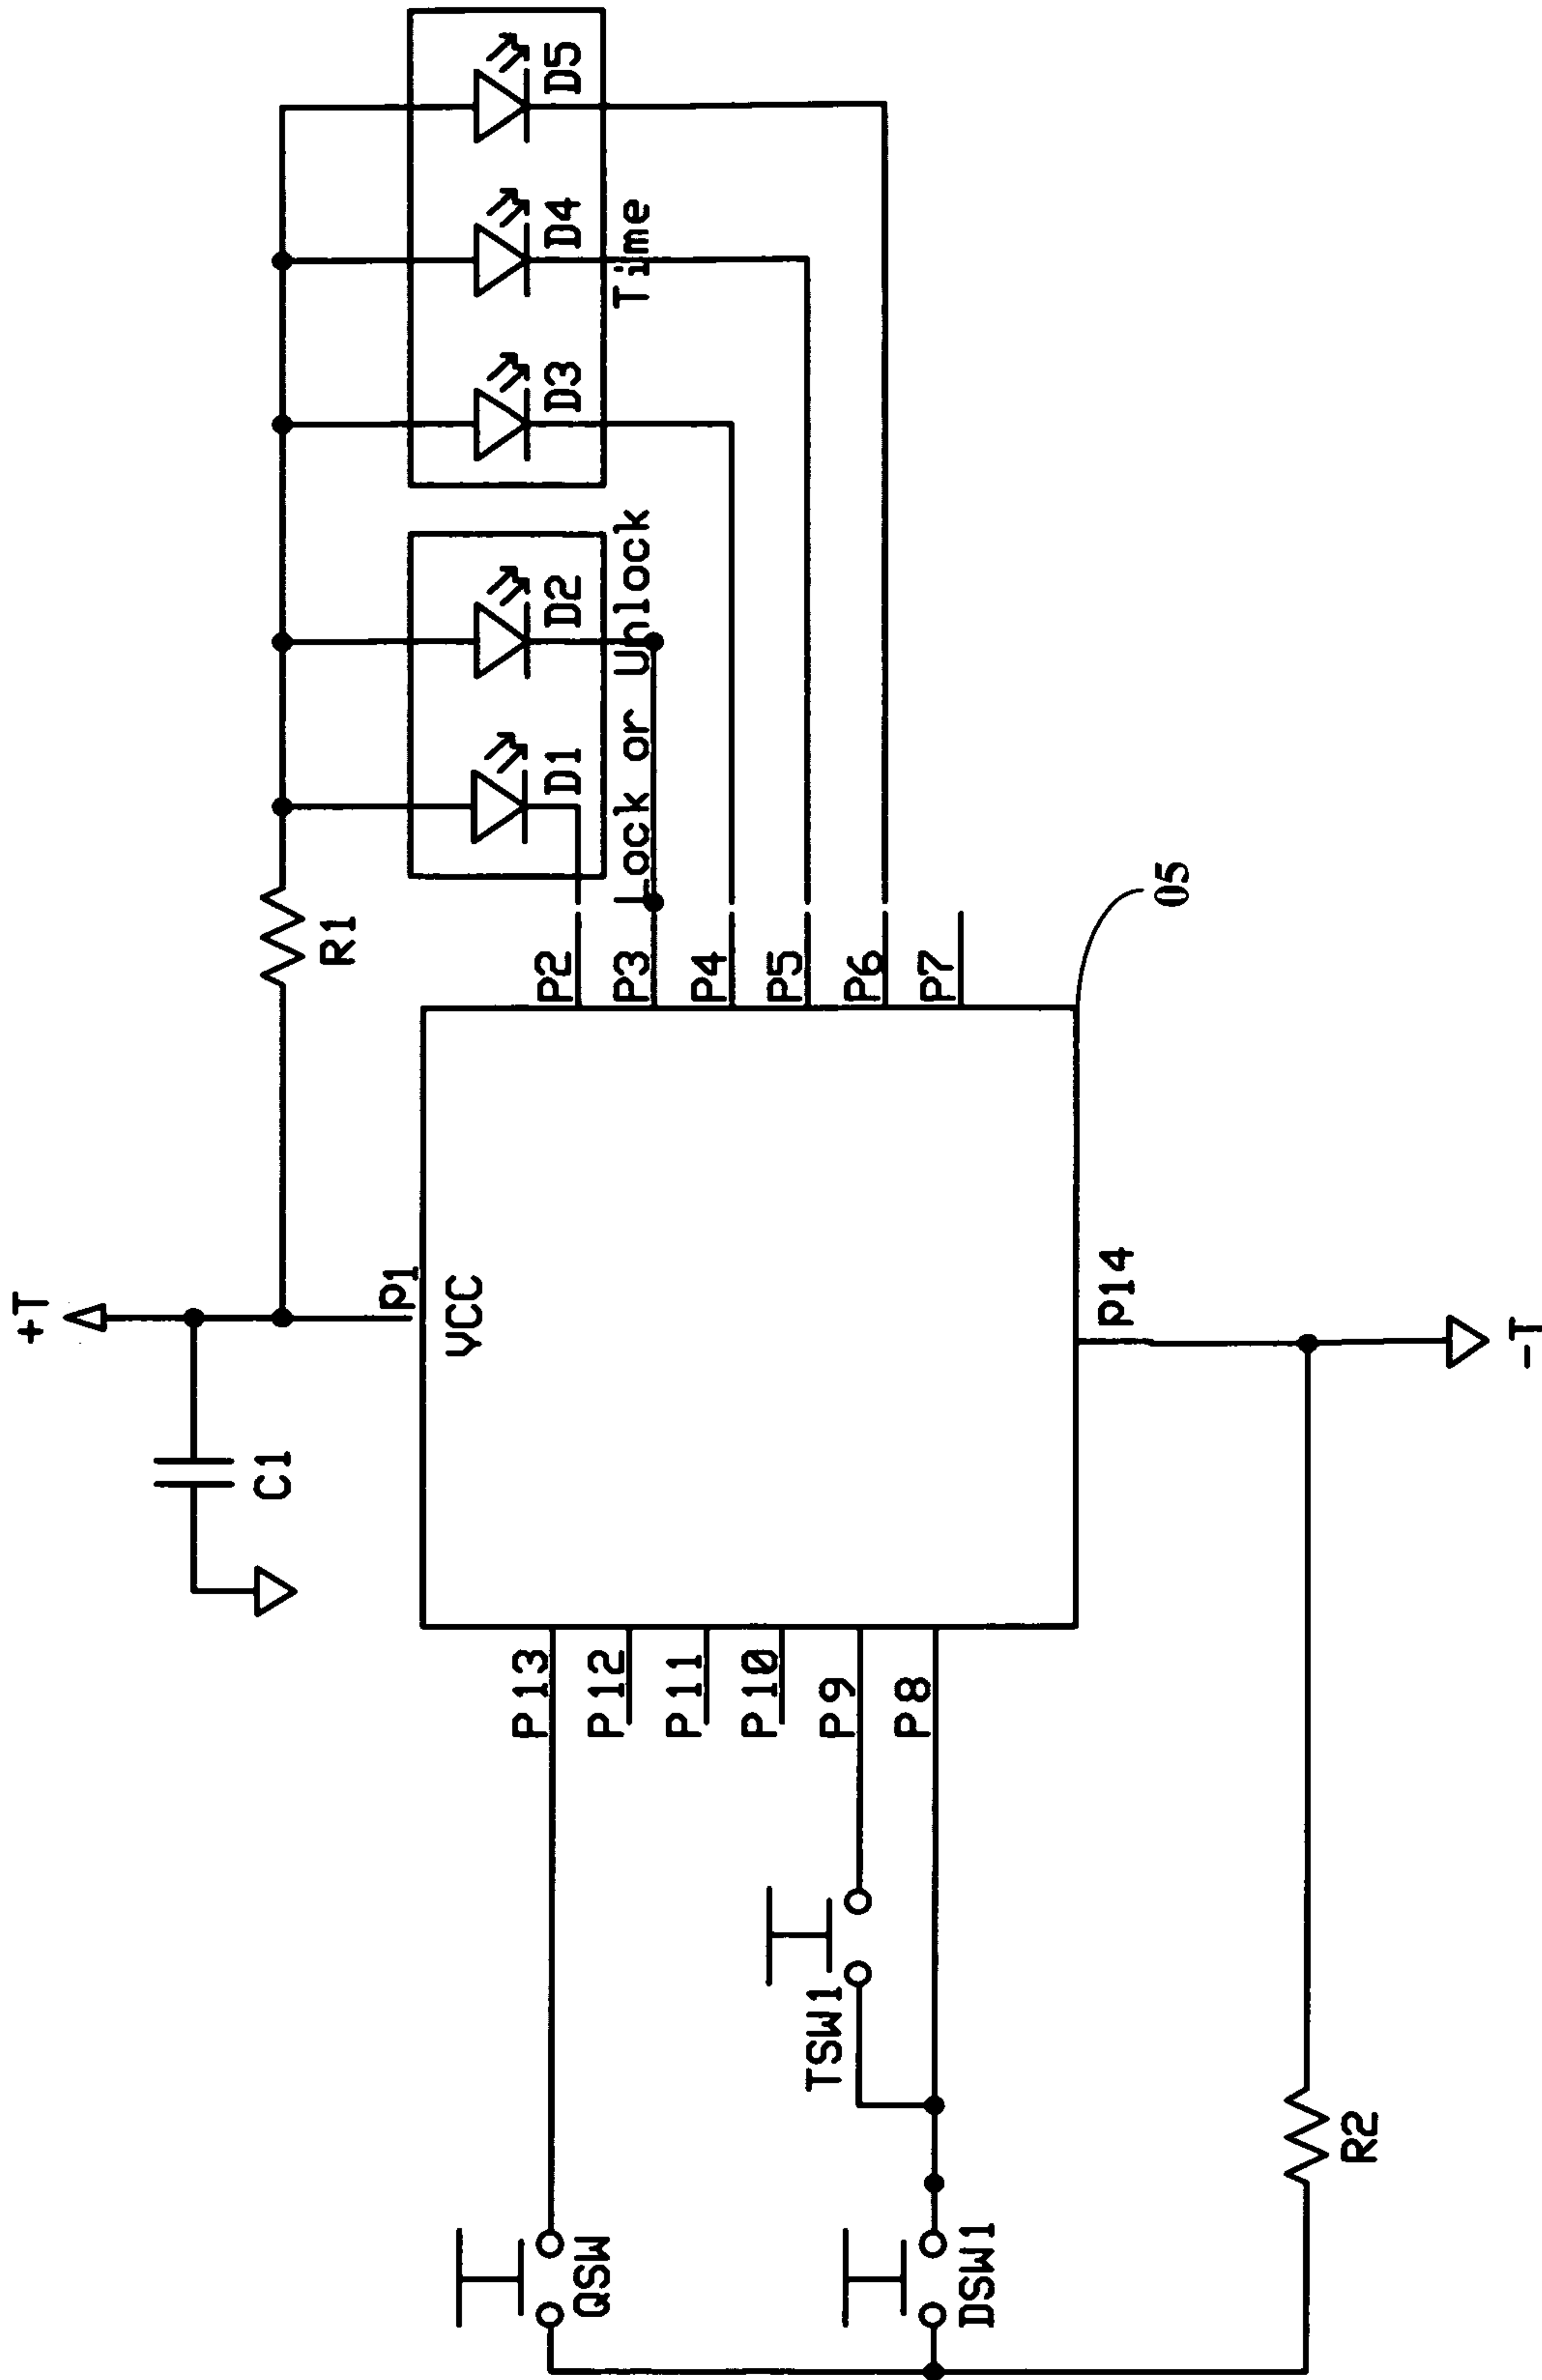 +T
C1
R1
P1
VCC
D1
D2
Lock or Unlock
D3
D4
D5
Time
P13
P12
P11
P10
P9
P8
P2
P3
P4
P5
P6
P7
P14
05
QSW
TSW1
DSW1
R2
-T